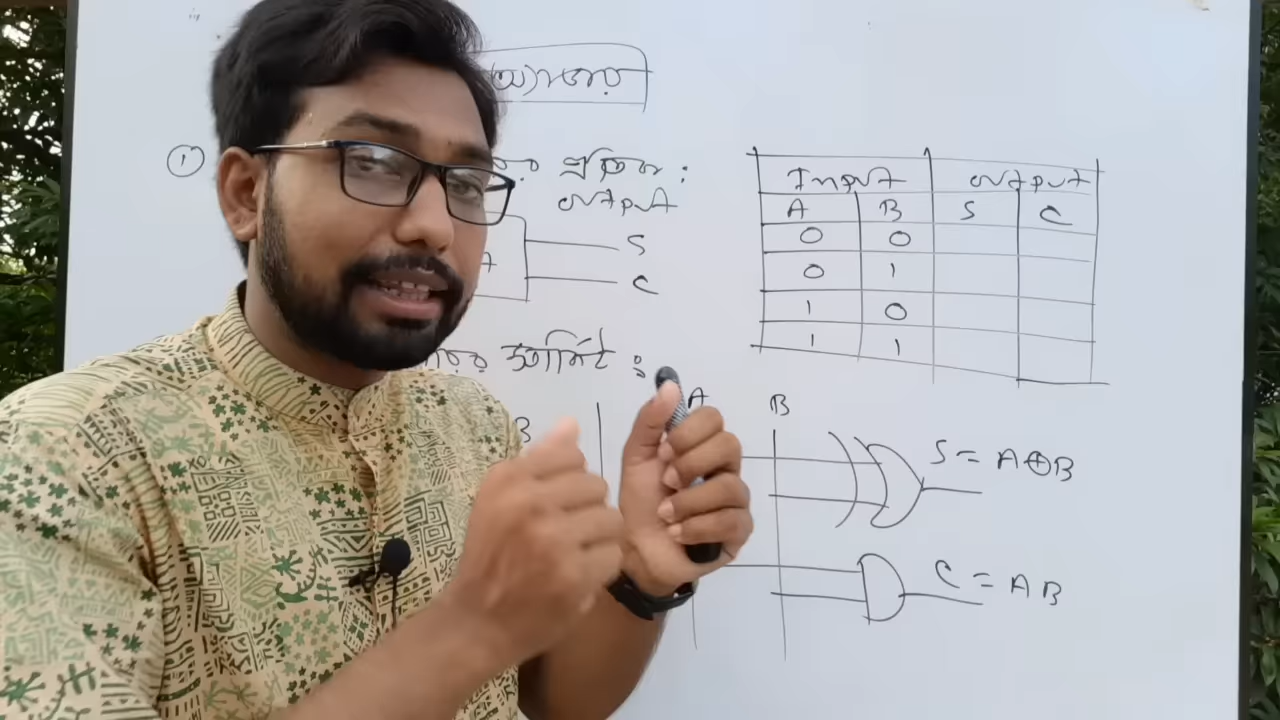 অ্যাডার
① প্রতিক :
output
S
C
সার্কিট :
B
Input output
A B S C
0 0
0 1
1 0
1 1
A B
S = A⊕B
C = AB